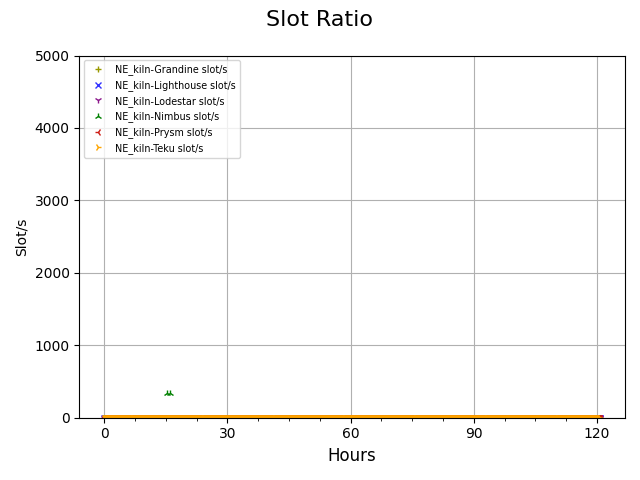 Slot Ratio
5000
4000
3000
2000
1000
0
Slot/s
NE_kiln-Grandine slot/s
NE_kiln-Lighthouse slot/s
NE_kiln-Lodestar slot/s
NE_kiln-Nimbus slot/s
NE_kiln-Prysm slot/s
NE_kiln-Teku slot/s
0 30 60 90 120
Hours